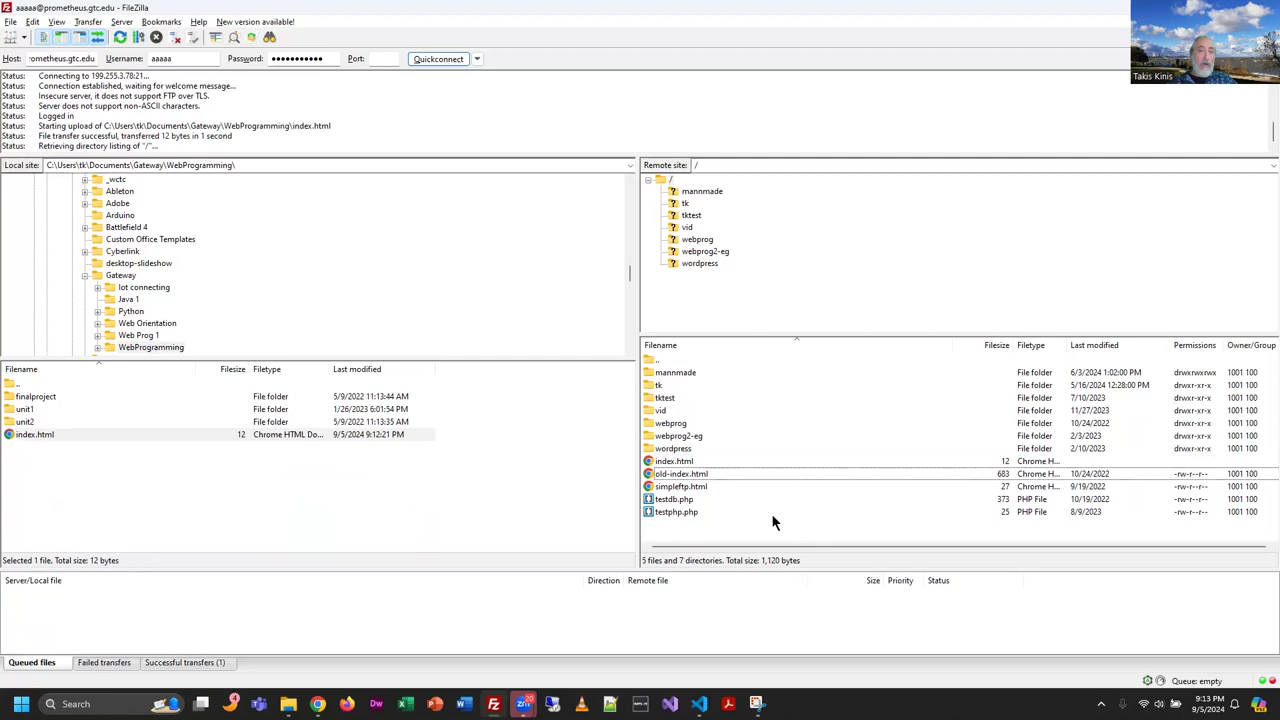 aaaaa@prometheus.gtc.edu - FileZilla
File Edit View Transfer Server Bookmarks Help New version available!
Host: rometheus.gtc.edu Username: aaaaa Password: ●●●●●●●●●●● Port: Quickconnect
Takis Kinis
Status: Connecting to 199.255.3.78:21...
Status: Connection established, waiting for welcome message...
Status: Insecure server, it does not support FTP over TLS.
Status: Server does not support non-ASCII characters.
Status: Logged in
Status: Starting upload of C:\Users\tk\Documents\Gateway\WebProgramming\index.html
Status: File transfer successful, transferred 12 bytes in 1 second
Status: Retrieving directory listing of "/"...
Local site: C:\Users\tk\Documents\Gateway\WebProgramming\
_wctc
Ableton
Adobe
Arduino
Battlefield 4
Custom Office Templates
Cyberlink
desktop-slideshow
Gateway
Iot connecting
Java 1
Python
Web Orientation
Web Prog 1
WebProgramming
Filename Filesize Filetype Last modified
..
finalproject File folder 5/9/2022 11:13:44 AM
unit1 File folder 1/26/2023 6:01:54 PM
unit2 File folder 5/9/2022 11:13:35 AM
index.html 12 Chrome HTML Do... 9/5/2024 9:12:21 PM
Selected 1 file. Total size: 12 bytes
Remote site: /
/
mannmade
tk
tktest
vid
webprog
webprog2-eg
wordpress
Filename Filesize Filetype Last modified Permissions Owner/Group
..
mannmade File folder 6/3/2024 1:02:00 PM drwxrwxrwx 1001 100
tk File folder 5/16/2024 12:28:00 PM drwxr-xr-x 1001 100
tktest File folder 7/10/2023 drwxr-xr-x 1001 100
vid File folder 11/27/2023 drwxr-xr-x 1001 100
webprog File folder 10/24/2022 drwxr-xr-x 1001 100
webprog2-eg File folder 2/3/2023 drwxr-xr-x 1001 100
wordpress File folder 2/10/2023 drwxr-xr-x 1001 100
index.html 12 Chrome H...
old-index.html 683 Chrome H... 10/24/2022 -rw-r--r-- 1001 100
simpleftp.html 27 Chrome H... 9/19/2022 -rw-r--r-- 1001 100
testdb.php 373 PHP File 10/19/2022 -rw-r--r-- 1001 100
testphp.php 25 PHP File 8/9/2023 -rw-r--r-- 1001 100
5 files and 7 directories. Total size: 1,120 bytes
Server/Local file Direction Remote file Size Priority Status
Queued files Failed transfers Successful transfers (1)
Queue: empty
Search
9:13 PM
9/5/2024